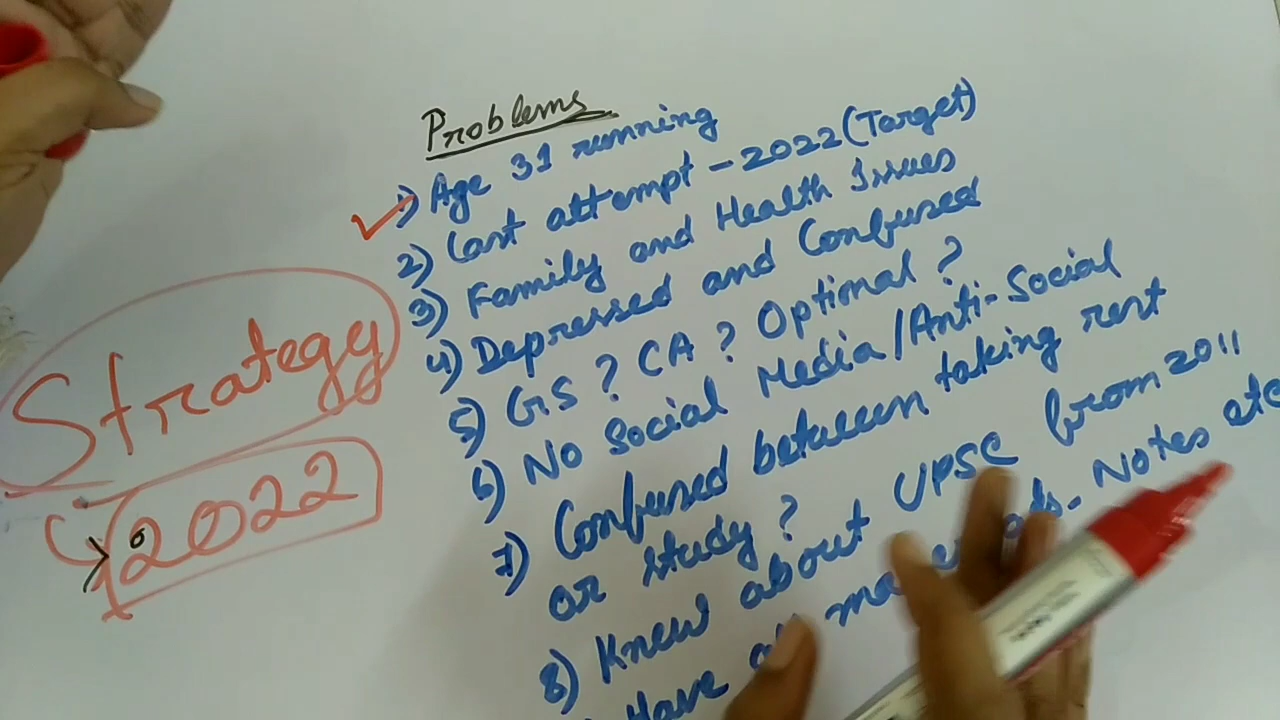 Problems
1) Age 31 running
2) Last attempt - 2022 (Target)
3) Family and Health Issues
4) Depressed and Confused
5) GS ? CA ? Optional ?
6) No Social Media / Anti-Social
7) Confused between taking rest
or study ?
8) Knew about UPSC from 2011
Have Notes etc
Strategy
2022